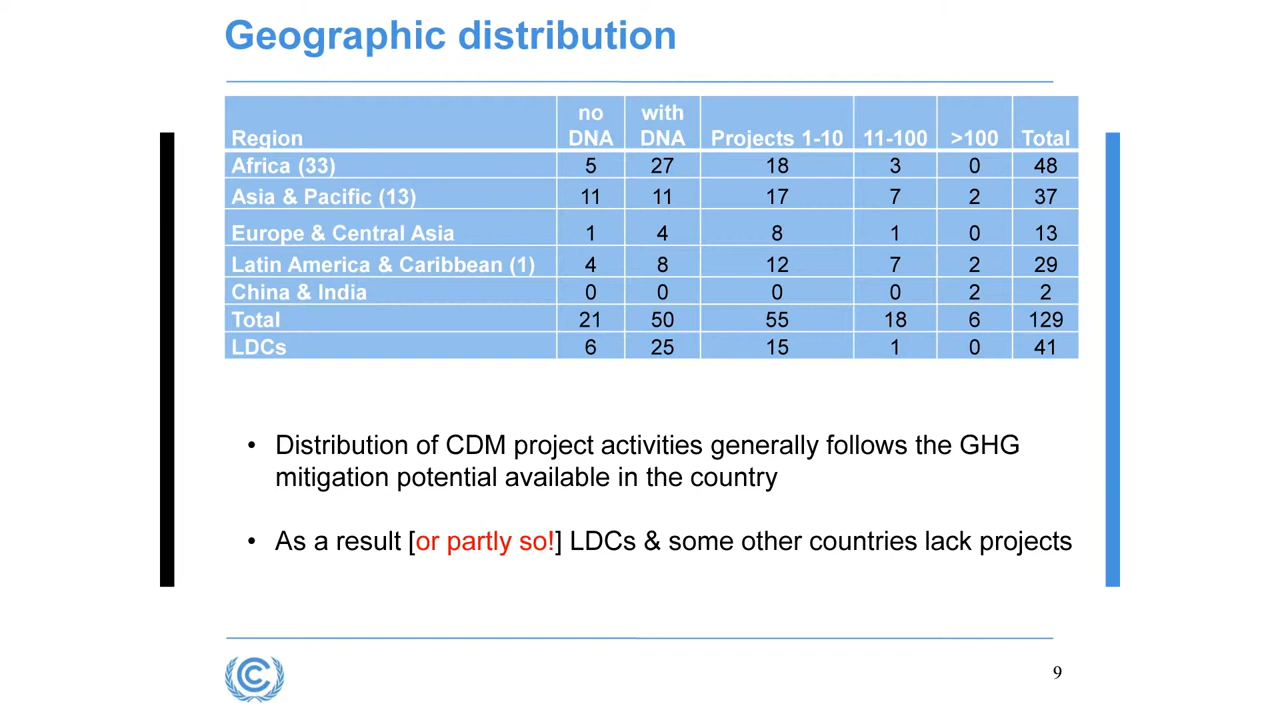 Geographic distribution
Region no DNA with DNA Projects 1-10 11-100 >100 Total
Africa (33) 5 27 18 3 0 48
Asia & Pacific (13) 11 11 17 7 2 37
Europe & Central Asia 1 4 8 1 0 13
Latin America & Caribbean (1) 4 8 12 7 2 29
China & India 0 0 0 0 2 2
Total 21 50 55 18 6 129
LDCs 6 25 15 1 0 41
• Distribution of CDM project activities generally follows the GHG
mitigation potential available in the country
• As a result [or partly so!] LDCs & some other countries lack projects
9